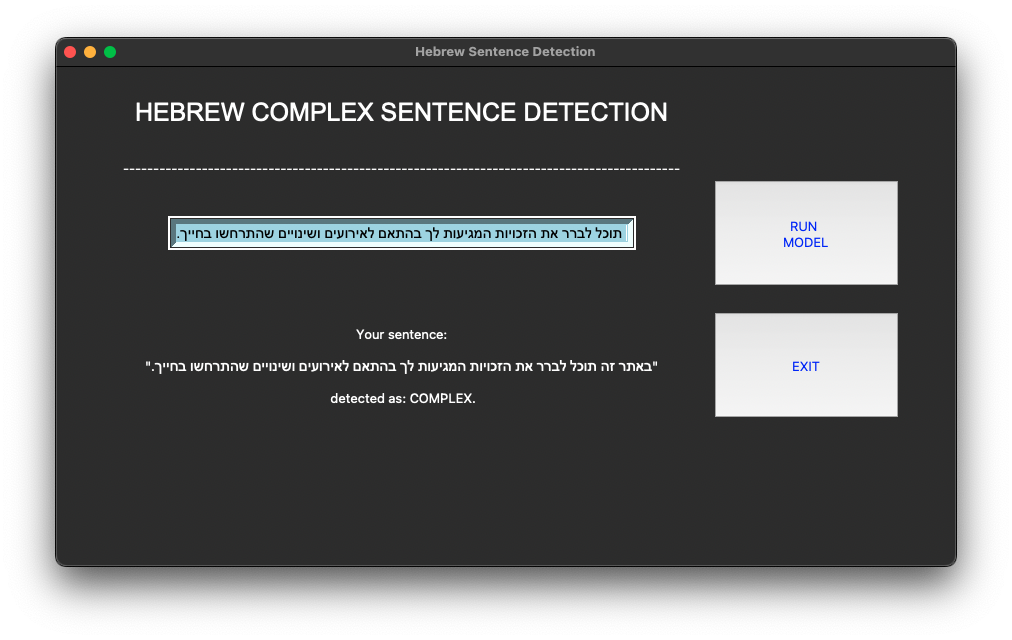 Hebrew Sentence Detection
HEBREW COMPLEX SENTENCE DETECTION
--------------------------------------------------------------------------------------------
תוכל לברר את הזכויות המגיעות לך בהתאם לאירועים ושינויים שהתרחשו בחייך.
RUN
MODEL
Your sentence:
"באתר זה תוכל לברר את הזכויות המגיעות לך בהתאם לאירועים ושינויים שהתרחשו בחייך."
detected as: COMPLEX.
EXIT